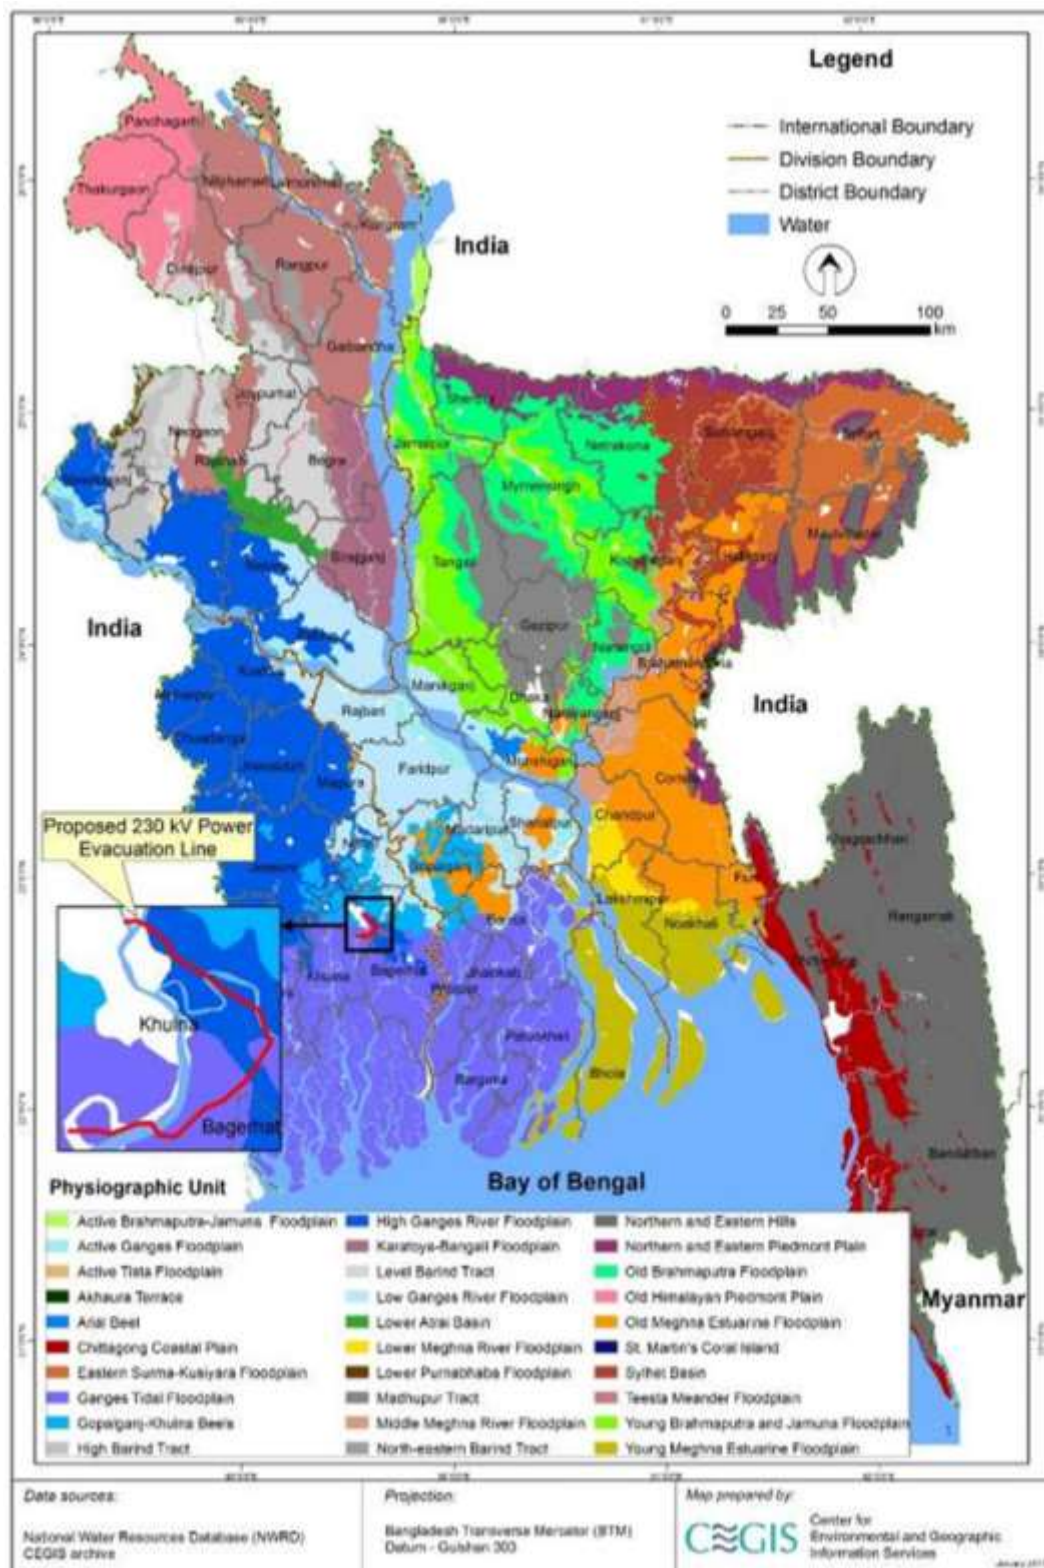 Legend
International Boundary
Division Boundary
District Boundary
Water
0 25 50 100
km
India
India
India
Myanmar
Bay of Bengal
Panchagarh
Thakurgaon
Nilphamari
Lalmonirhat
Kurigram
Dinajpur
Rangpur
Gaibandha
Joypurhat
Naogaon
Rajshahi
Bogra
Sherpur
Jamalpur
Netrakona
Mymensingh
Sunamganj
Sylhet
Maulvibazar
Habiganj
Sirajganj
Tangail
Gazipur
Kishoreganj
Narsingdi
Brahmanbaria
Manikganj
Dhaka
Narayanganj
Munshiganj
Rajbari
Faridpur
Kushtia
Chuadanga
Magura
Comilla
Chandpur
Shariatpur
Madaripur
Lakshmipur
Noakhali
Khagrachhari
Rangamati
Bandarban
Khulna
Bagerhat
Jhalokati
Pirojpur
Patuakhali
Barguna
Bhola
Proposed 230 kV Power
Evacuation Line
Khulna
Bagerhat
Physiographic Unit
Active Brahmaputra-Jamuna Floodplain
Active Ganges Floodplain
Active Tista Floodplain
Akhaura Terrace
Arial Beel
Chittagong Coastal Plain
Eastern Surma-Kusiyara Floodplain
Ganges Tidal Floodplain
Gopalganj-Khulna Beels
High Barind Tract
High Ganges River Floodplain
Karatoya-Bangali Floodplain
Level Barind Tract
Low Ganges River Floodplain
Lower Atrai Basin
Lower Meghna River Floodplain
Lower Purnabhaba Floodplain
Madhupur Tract
Middle Meghna River Floodplain
North-eastern Barind Tract
Northern and Eastern Hills
Northern and Eastern Piedmont Plain
Old Brahmaputra Floodplain
Old Himalayan Piedmont Plain
Old Meghna Estuarine Floodplain
St. Martin's Coral Island
Sylhet Basin
Teesta Meander Floodplain
Young Brahmaputra and Jamuna Floodplain
Young Meghna Estuarine Floodplain
Data sources:
National Water Resources Database (NWRD)
CEGIS archive
Projection:
Bangladesh Transverse Mercator (BTM)
Datum - Gulshan 303
Map prepared by:
CEGIS
Center for
Environmental and Geographic
Information Services